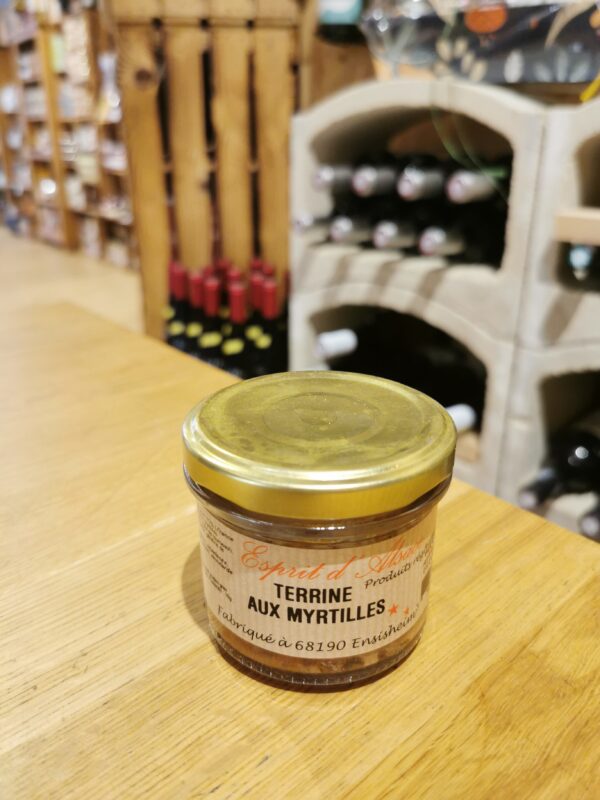 Esprit d'Alsace
Produits
TERRINE
AUX MYRTILLES
Fabriqué à 68190 Ensisheim